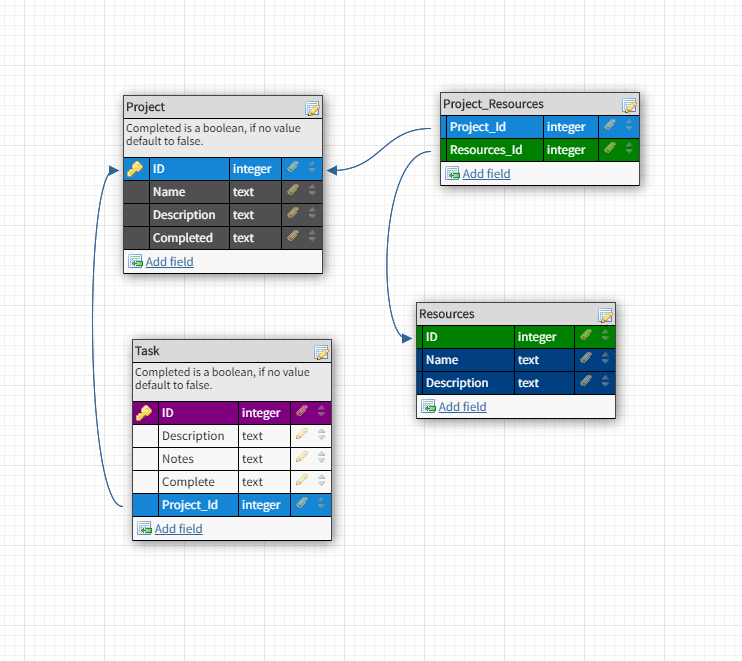 Project
Completed is a boolean, if no value
default to false.
ID integer
Name text
Description text
Completed text
Add field
Project_Resources
Project_Id integer
Resources_Id integer
Add field
Resources
ID integer
Name text
Description text
Add field
Task
Completed is a boolean, if no value
default to false.
ID integer
Description text
Notes text
Complete text
Project_Id integer
Add field